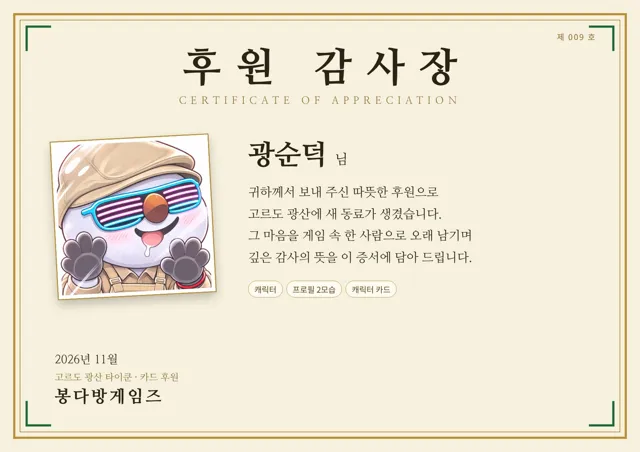 제 009 호
후원 감사장
CERTIFICATE OF APPRECIATION
광순덕 님
귀하께서 보내 주신 따뜻한 후원으로
고르도 광산에 새 동료가 생겼습니다.
그 마음을 게임 속 한 사람으로 오래 남기며
깊은 감사의 뜻을 이 증서에 담아 드립니다.
캐릭터 프로필 2모습 캐릭터 카드
2026년 11월
고르도 광산 타이쿤 · 카드 후원
봉다방게임즈